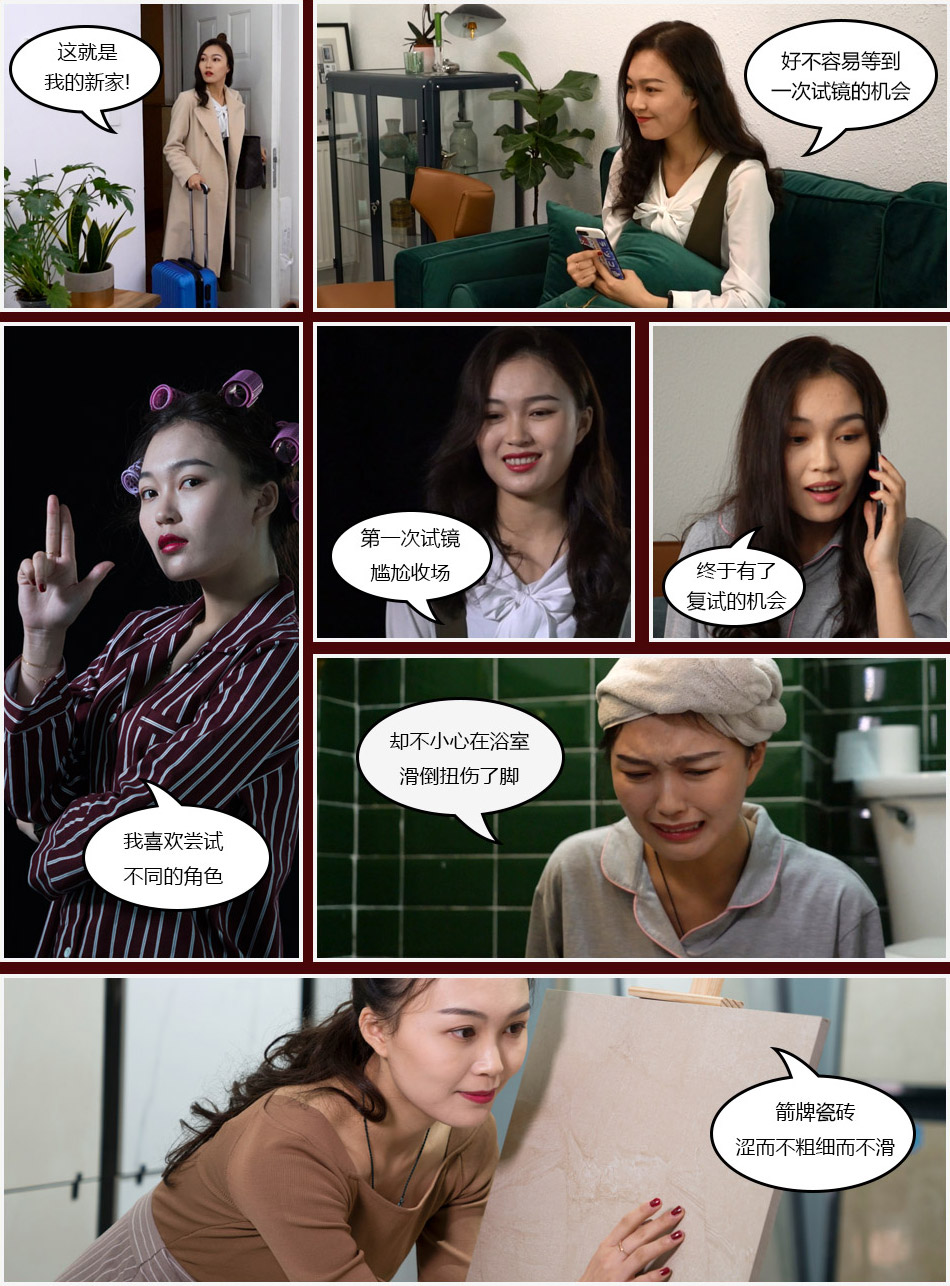 这就是
我的新家!
好不容易等到
一次试镜的机会
我喜欢尝试
不同的角色
第一次试镜
尴尬收场
终于有了
复试的机会
却不小心在浴室
滑倒扭伤了脚
箭牌瓷砖
涩而不粗细而不滑